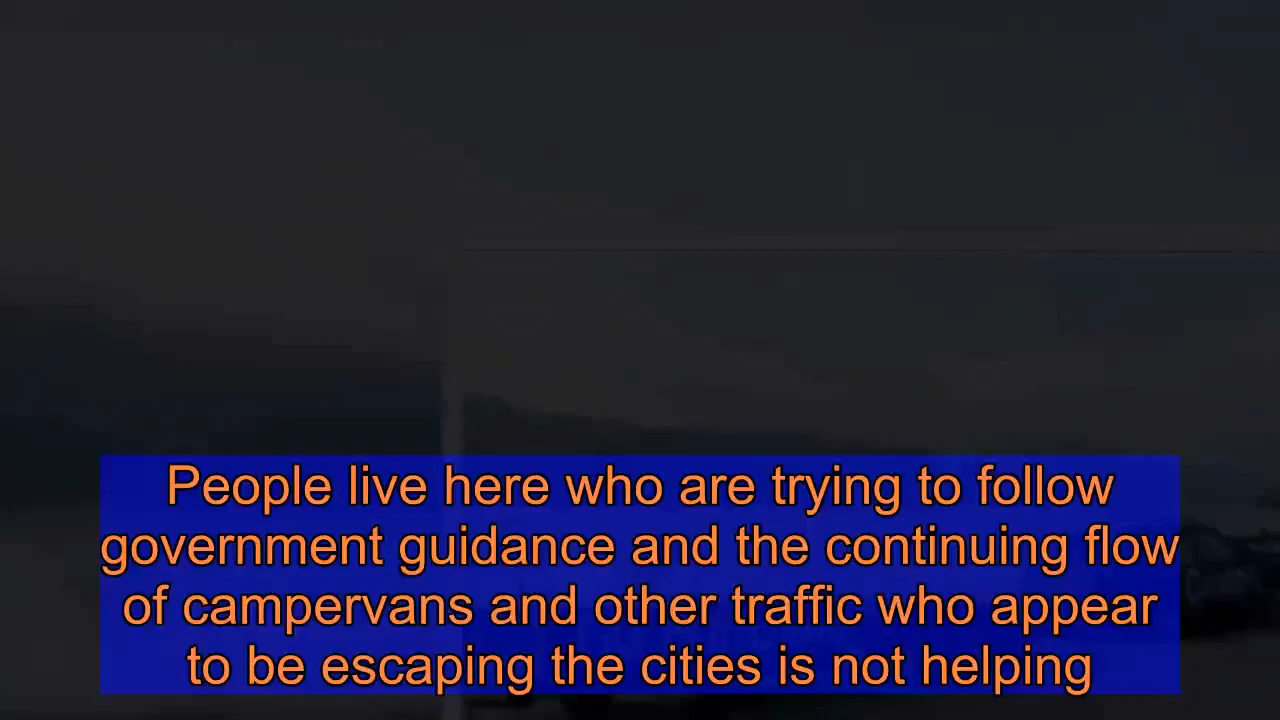 People live here who are trying to follow
government guidance and the continuing flow
of campervans and other traffic who appear
to be escaping the cities is not helping